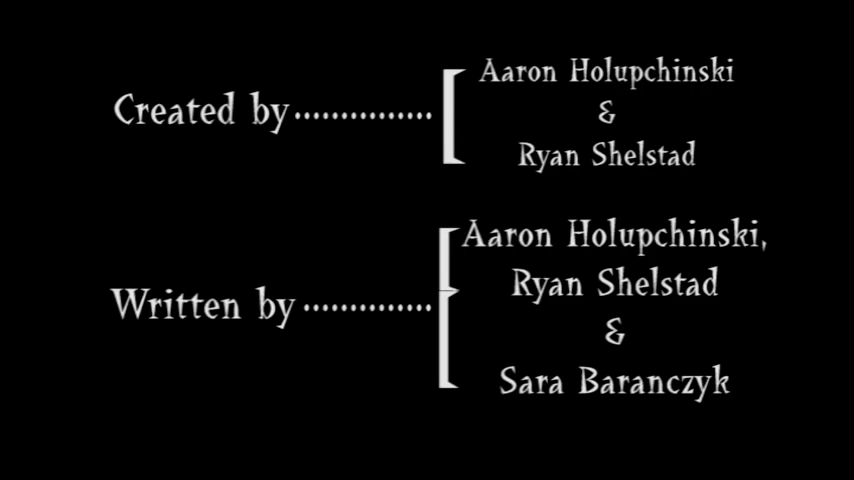 Created by...............
Aaron Holupchinski
&
Ryan Shelstad
Written by..............
Aaron Holupchinski,
Ryan Shelstad
&
Sara Baranczyk